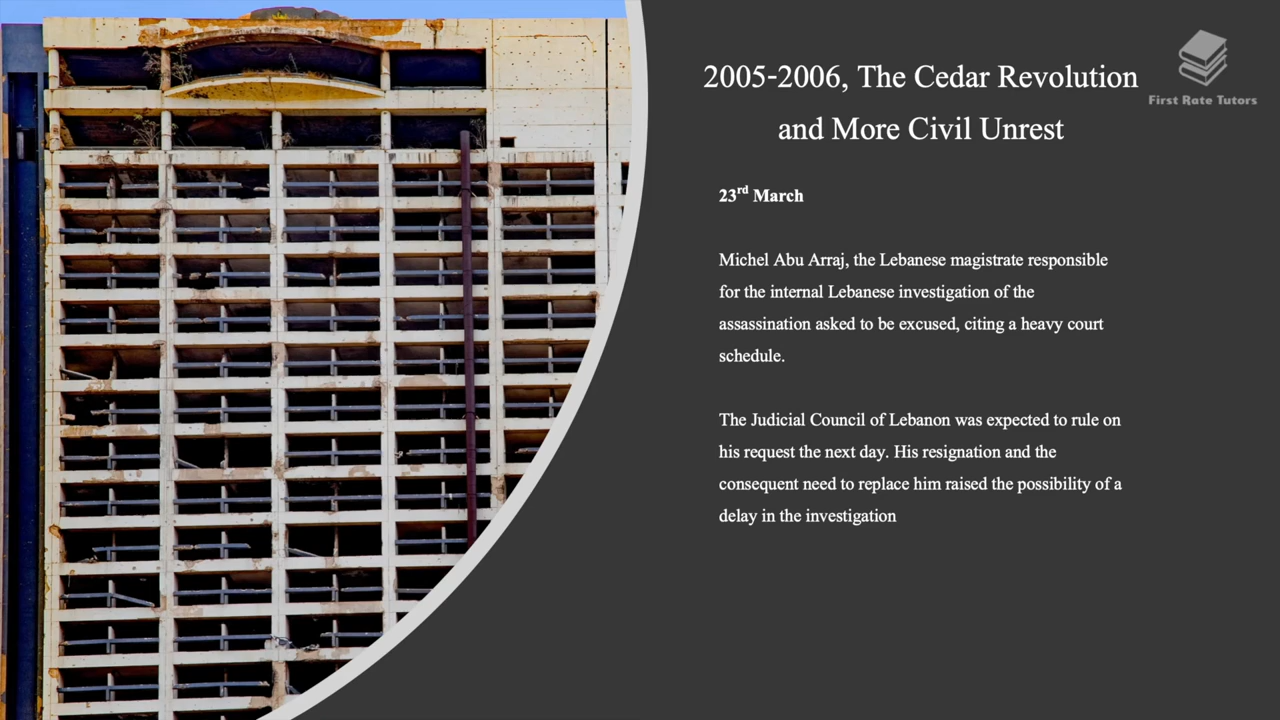 2005-2006, The Cedar Revolution
and More Civil Unrest
First Rate Tutors
23rd March
Michel Abu Arraj, the Lebanese magistrate responsible
for the internal Lebanese investigation of the
assassination asked to be excused, citing a heavy court
schedule.
The Judicial Council of Lebanon was expected to rule on
his request the next day. His resignation and the
consequent need to replace him raised the possibility of a
delay in the investigation